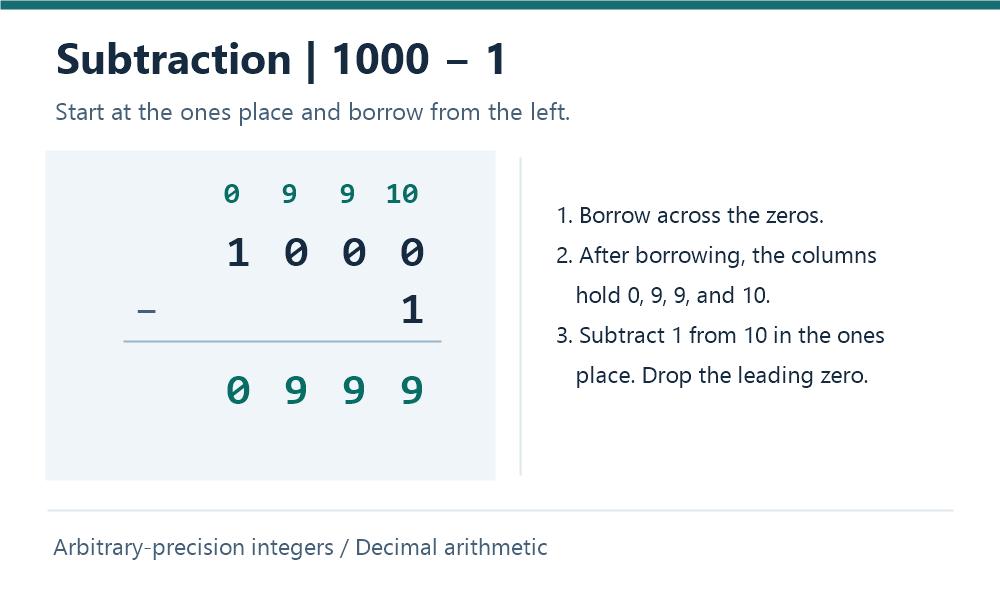 Subtraction | 1000 − 1
Start at the ones place and borrow from the left.
0 9 9 10
1 0 0 0
− 1
0 9 9 9
1. Borrow across the zeros.
2. After borrowing, the columns
hold 0, 9, 9, and 10.
3. Subtract 1 from 10 in the ones
place. Drop the leading zero.
Arbitrary-precision integers / Decimal arithmetic